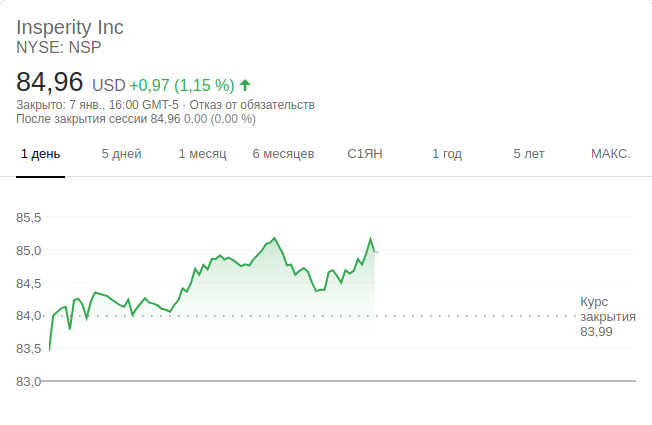 Insperity Inc
NYSE: NSP
84,96 USD +0,97 (1,15 %)
Закрыто: 7 янв., 16:00 GMT-5 · Отказ от обязательств
После закрытия сессии 84,96 0,00 (0,00 %)
1 день 5 дней 1 месяц 6 месяцев С1ЯН 1 год 5 лет МАКС.
85,5
85,0
84,5
84,0
83,5
83,0
Курс
закрытия
83,99